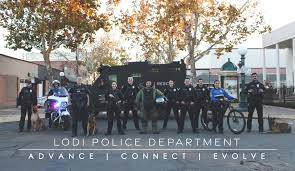 LODI POLICE DEPARTMENT
ADVANCE | CONNECT | EVOLVE